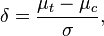 δ = (μ_t − μ_c) / σ,